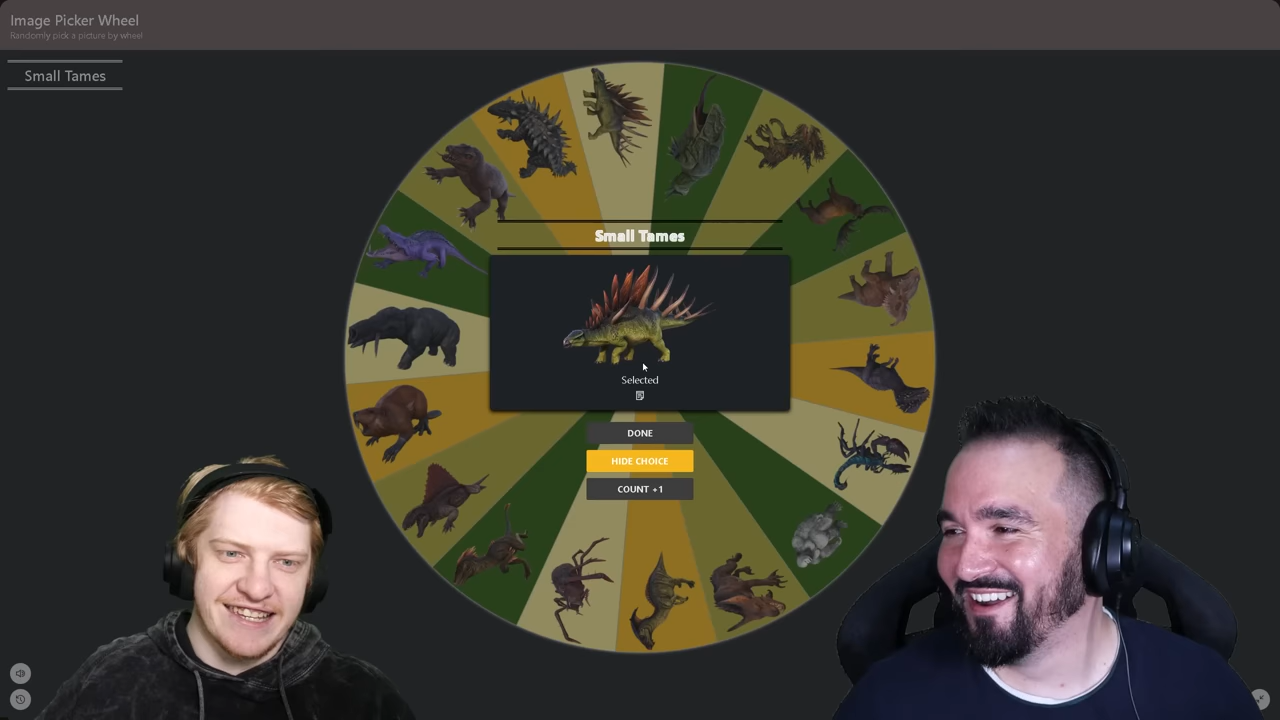 Image Picker Wheel
Randomly pick a picture by wheel
Small Tames
Small Tames
Selected
DONE
HIDE CHOICE
COUNT +1